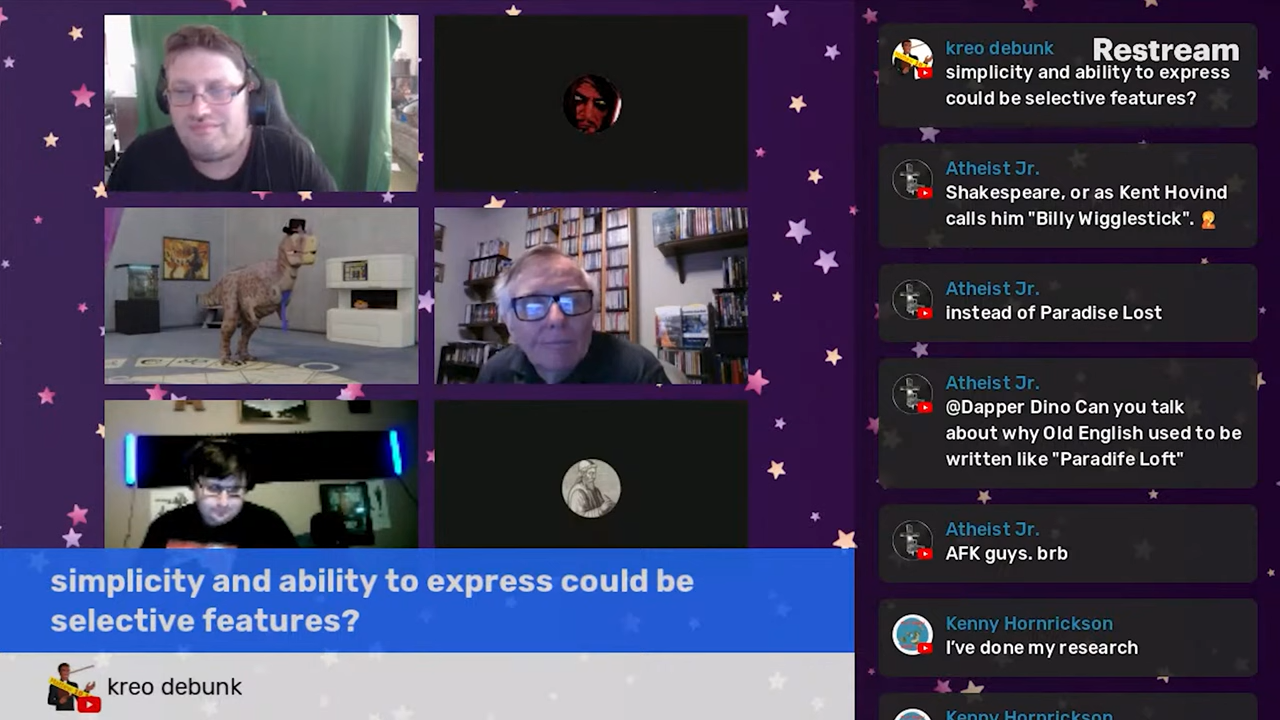 kreo debunk
Restream
simplicity and ability to express
could be selective features?
Atheist Jr.
Shakespeare, or as Kent Hovind
calls him "Billy Wigglestick". 🤦
Atheist Jr.
instead of Paradise Lost
Atheist Jr.
@Dapper Dino Can you talk
about why Old English used to be
written like "Paradife Loft"
Atheist Jr.
AFK guys. brb
Kenny Hornrickson
I've done my research
Kenny Hornrickson
simplicity and ability to express could be
selective features?
kreo debunk